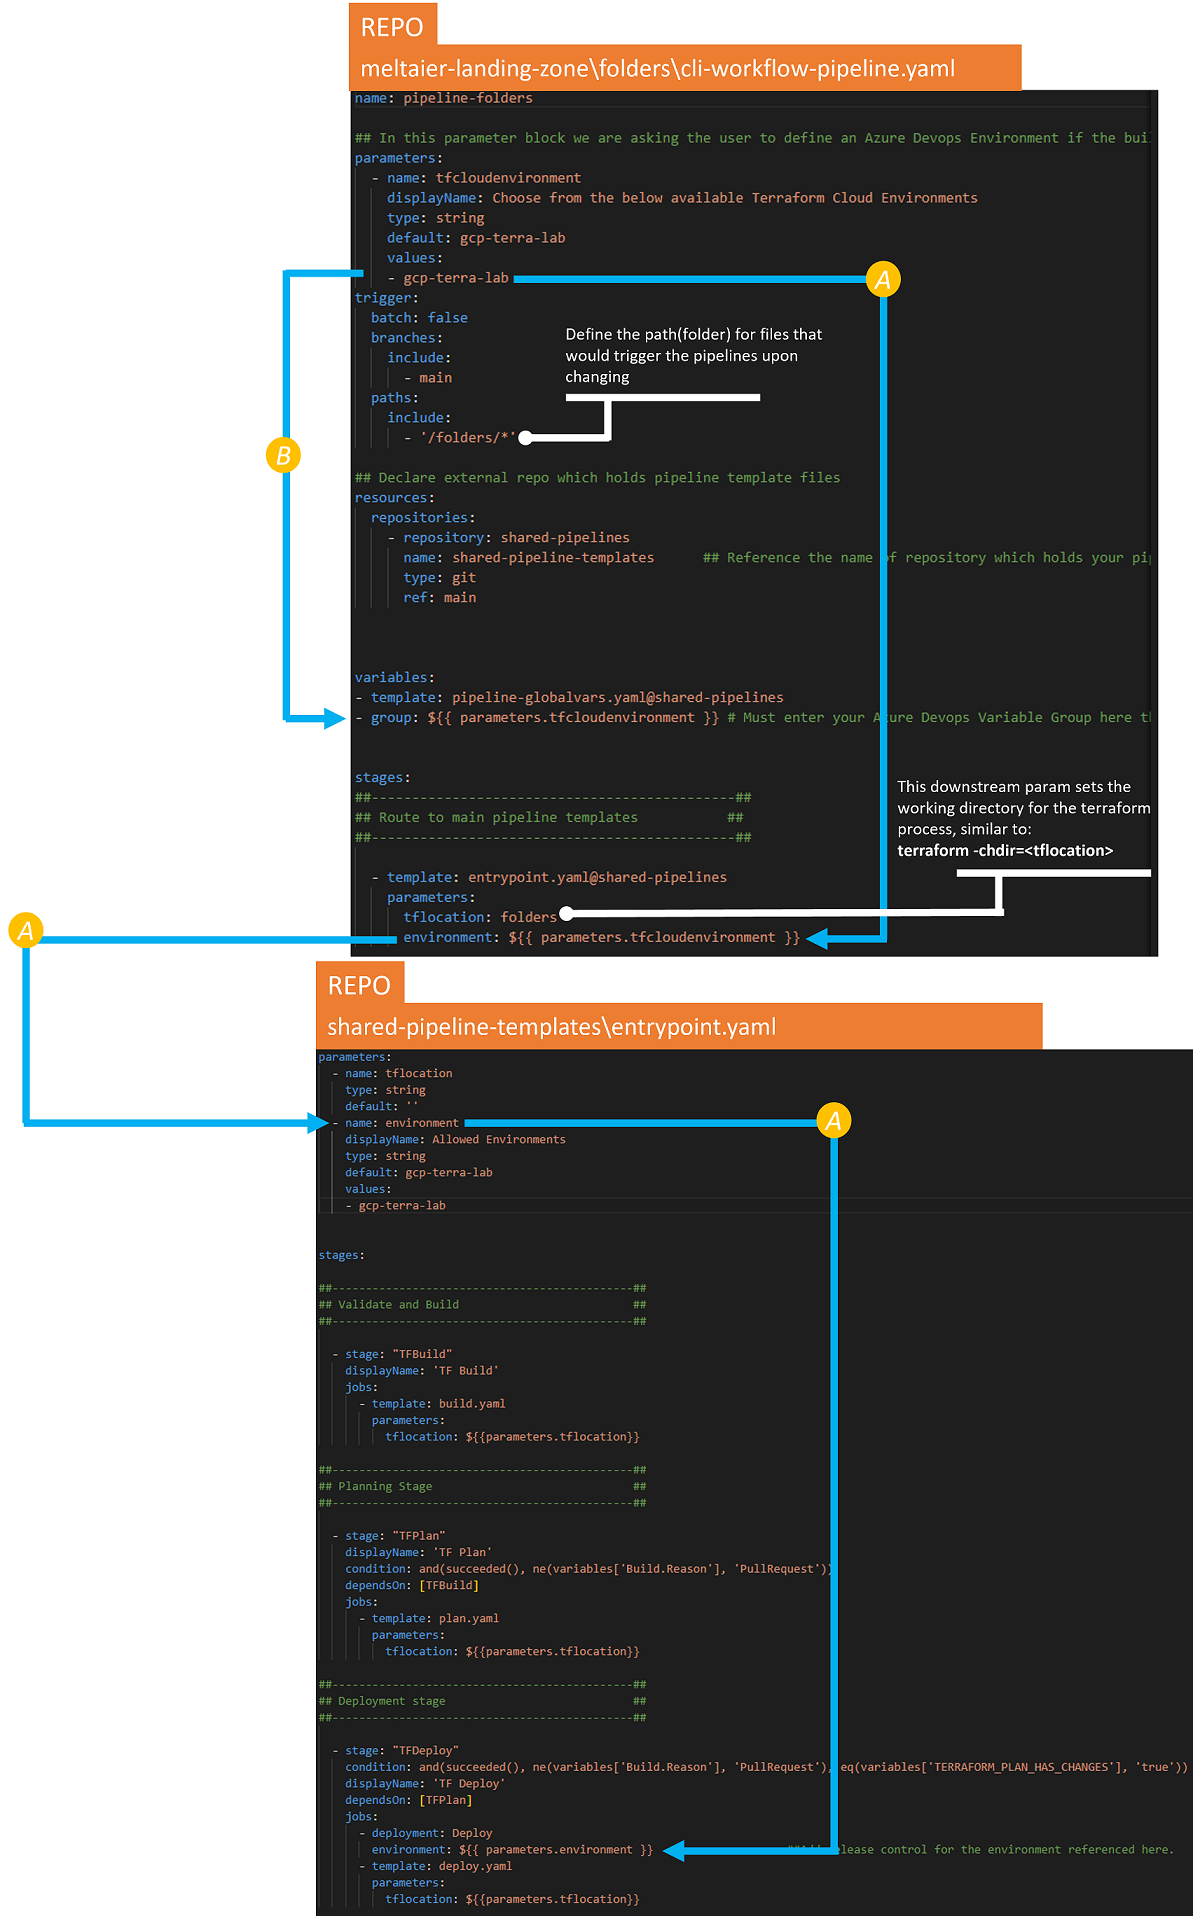 REPO
meltaier-landing-zone\folders\cli-workflow-pipeline.yaml
name: pipeline-folders
## In this parameter block we are asking the user to define an Azure Devops Environment if the bui
parameters:
- name: tfcloudenvironment
displayName: Choose from the below available Terraform Cloud Environments
type: string
default: gcp-terra-lab
values:
- gcp-terra-lab
A
trigger:
batch: false
branches:
include:
- main
paths:
include:
- '/folders/*'
Define the path(folder) for files that
would trigger the pipelines upon
changing
B
## Declare external repo which holds pipeline template files
resources:
repositories:
- repository: shared-pipelines
name: shared-pipeline-templates ## Reference the name of repository which holds your pip
type: git
ref: main
variables:
- template: pipeline-globalvars.yaml@shared-pipelines
- group: ${{ parameters.tfcloudenvironment }} # Must enter your Azure Devops Variable Group here th
stages:
##---------------------------------------------##
## Route to main pipeline templates ##
##---------------------------------------------##
This downstream param sets the
working directory for the terraform
process, similar to:
terraform -chdir=<tflocation>
- template: entrypoint.yaml@shared-pipelines
parameters:
tflocation: folders
environment: ${{ parameters.tfcloudenvironment }}
A
REPO
shared-pipeline-templates\entrypoint.yaml
parameters:
- name: tflocation
type: string
default: ''
- name: environment
A
displayName: Allowed Environments
type: string
default: gcp-terra-lab
values:
- gcp-terra-lab
stages:
##---------------------------------------------##
## Validate and Build ##
##---------------------------------------------##
- stage: "TFBuild"
displayName: 'TF Build'
jobs:
- template: build.yaml
parameters:
tflocation: ${{parameters.tflocation}}
##---------------------------------------------##
## Planning Stage ##
##---------------------------------------------##
- stage: "TFPlan"
displayName: 'TF Plan'
condition: and(succeeded(), ne(variables['Build.Reason'], 'PullRequest'))
dependsOn: [TFBuild]
jobs:
- template: plan.yaml
parameters:
tflocation: ${{parameters.tflocation}}
##---------------------------------------------##
## Deployment stage ##
##---------------------------------------------##
- stage: "TFDeploy"
condition: and(succeeded(), ne(variables['Build.Reason'], 'PullRequest'), eq(variables['TERRAFORM_PLAN_HAS_CHANGES'], 'true'))
displayName: 'TF Deploy'
dependsOn: [TFPlan]
jobs:
- deployment: Deploy
environment: ${{ parameters.environment }} control for the environment referenced here.
- template: deploy.yaml
parameters:
tflocation: ${{parameters.tflocation}}